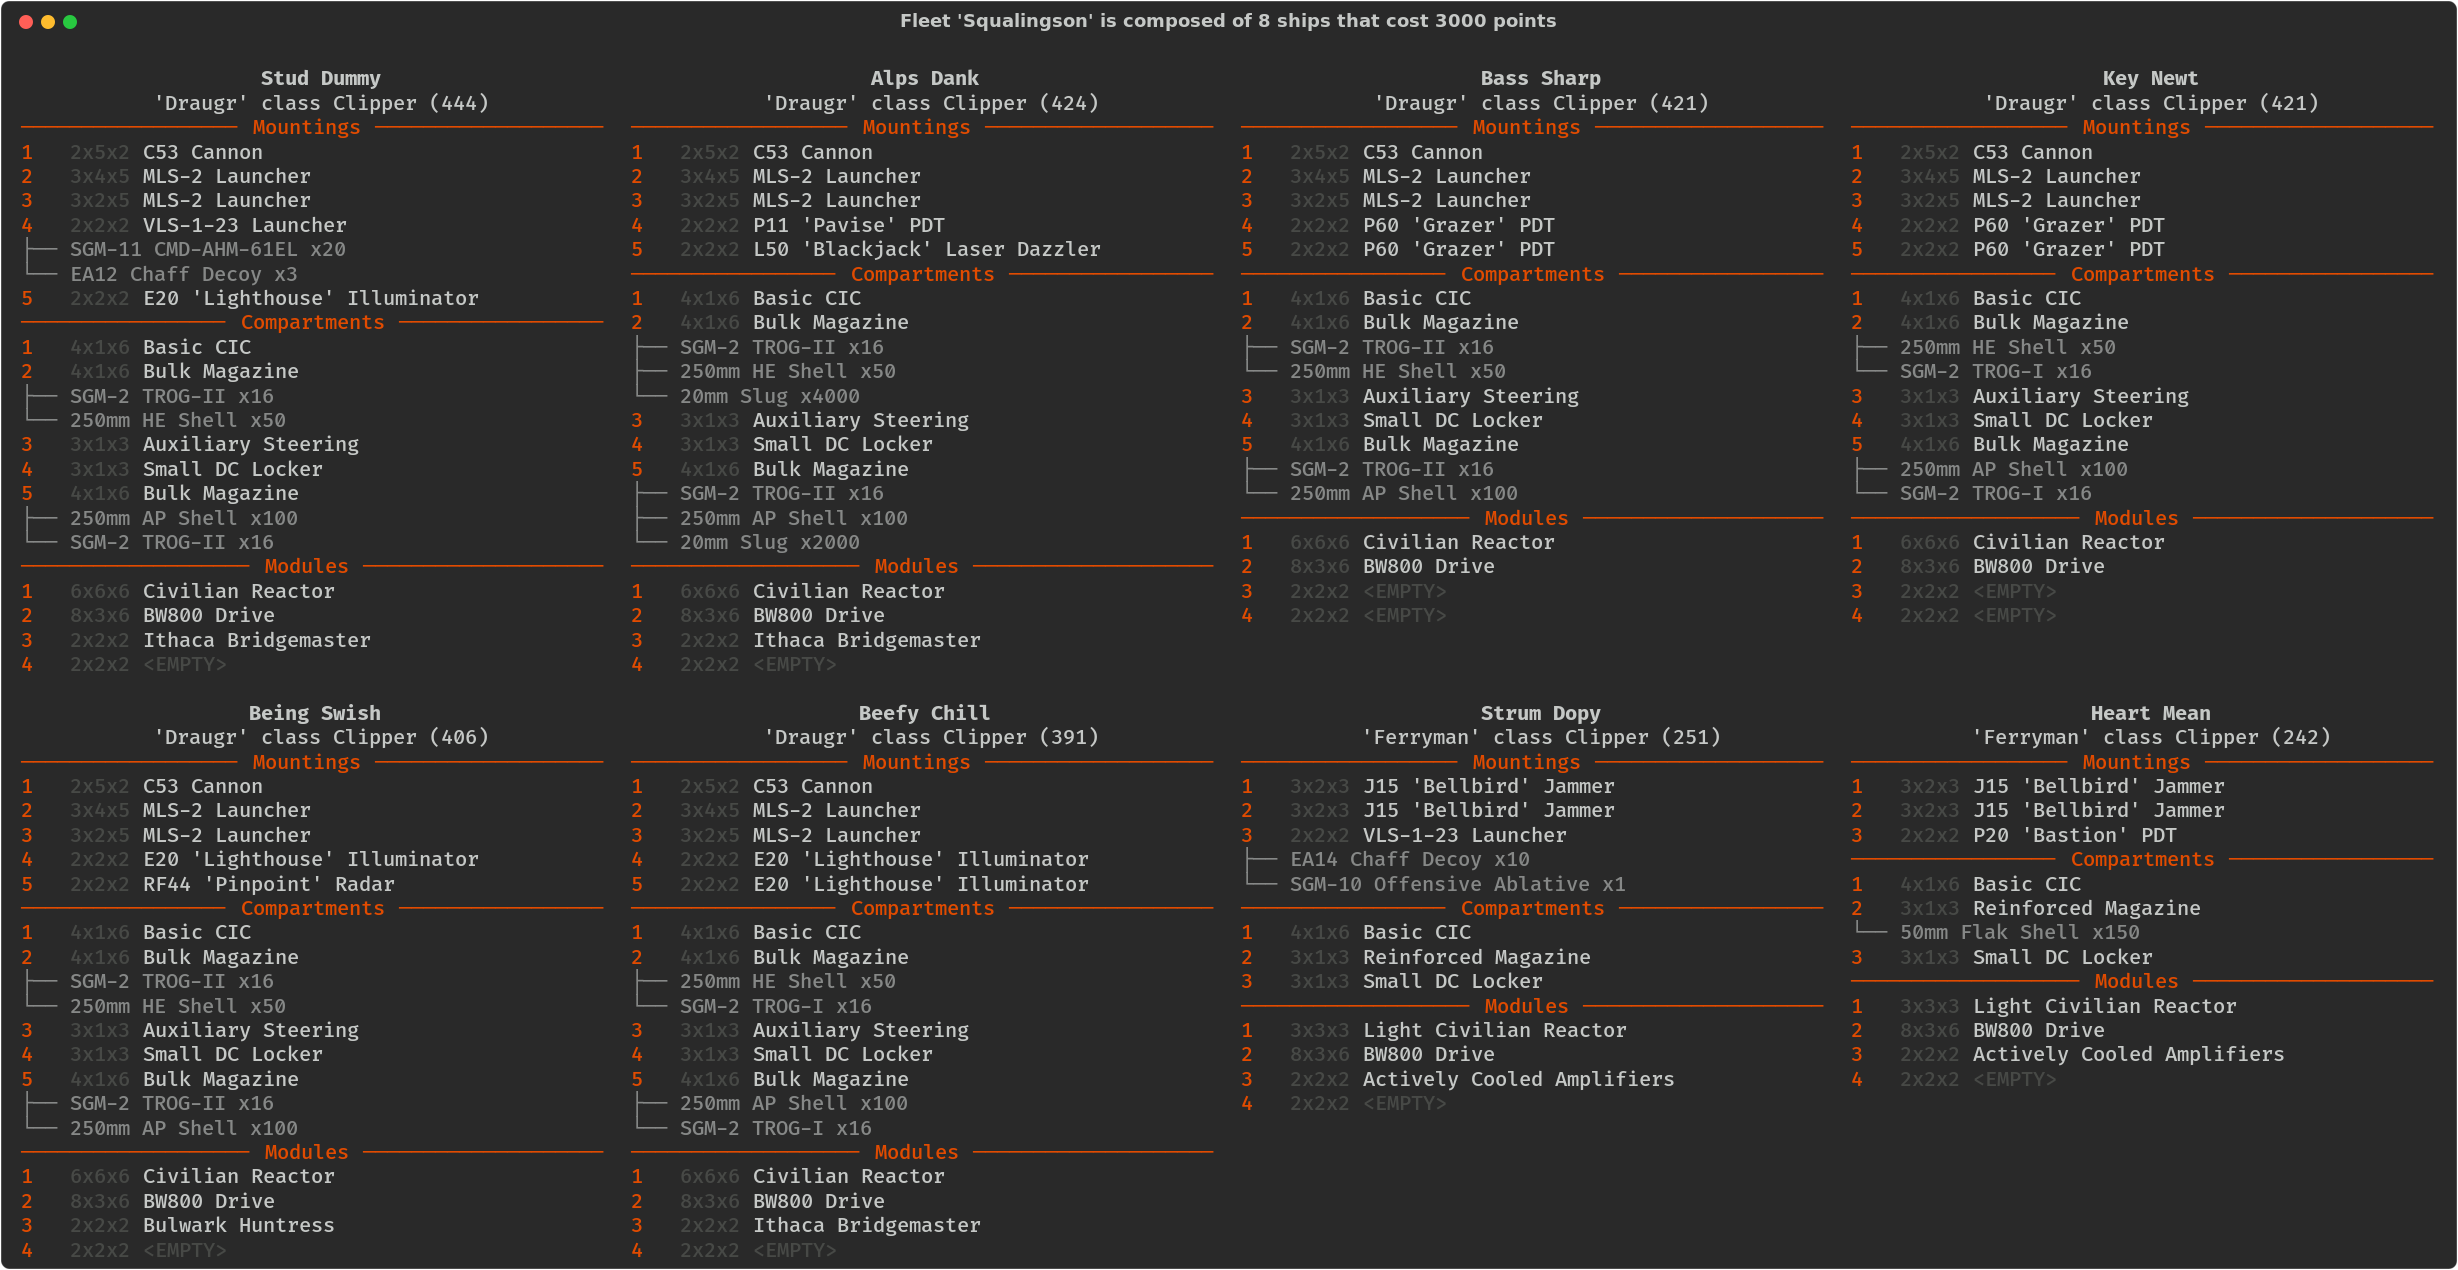 Fleet 'Squalingson' is composed of 8 ships that cost 3000 points
Stud Dummy
'Draugr' class Clipper (444)
Mountings
1 2x5x2 C53 Cannon
2 3x4x5 MLS-2 Launcher
3 3x2x5 MLS-2 Launcher
4 2x2x2 VLS-1-23 Launcher
SGM-11 CMD-AHM-61EL x20
EA12 Chaff Decoy x3
5 2x2x2 E20 'Lighthouse' Illuminator
Compartments
1 4x1x6 Basic CIC
2 4x1x6 Bulk Magazine
SGM-2 TROG-II x16
250mm HE Shell x50
3 3x1x3 Auxiliary Steering
4 3x1x3 Small DC Locker
5 4x1x6 Bulk Magazine
250mm AP Shell x100
SGM-2 TROG-II x16
Modules
1 6x6x6 Civilian Reactor
2 8x3x6 BW800 Drive
3 2x2x2 Ithaca Bridgemaster
4 2x2x2 <EMPTY>
Alps Dank
'Draugr' class Clipper (424)
Mountings
1 2x5x2 C53 Cannon
2 3x4x5 MLS-2 Launcher
3 3x2x5 MLS-2 Launcher
4 2x2x2 P11 'Pavise' PDT
5 2x2x2 L50 'Blackjack' Laser Dazzler
Compartments
1 4x1x6 Basic CIC
2 4x1x6 Bulk Magazine
SGM-2 TROG-II x16
250mm HE Shell x50
20mm Slug x4000
3 3x1x3 Auxiliary Steering
4 3x1x3 Small DC Locker
5 4x1x6 Bulk Magazine
SGM-2 TROG-II x16
250mm AP Shell x100
20mm Slug x2000
Modules
1 6x6x6 Civilian Reactor
2 8x3x6 BW800 Drive
3 2x2x2 Ithaca Bridgemaster
4 2x2x2 <EMPTY>
Bass Sharp
'Draugr' class Clipper (421)
Mountings
1 2x5x2 C53 Cannon
2 3x4x5 MLS-2 Launcher
3 3x2x5 MLS-2 Launcher
4 2x2x2 P60 'Grazer' PDT
5 2x2x2 P60 'Grazer' PDT
Compartments
1 4x1x6 Basic CIC
2 4x1x6 Bulk Magazine
SGM-2 TROG-II x16
250mm HE Shell x50
3 3x1x3 Auxiliary Steering
4 3x1x3 Small DC Locker
5 4x1x6 Bulk Magazine
SGM-2 TROG-II x16
250mm AP Shell x100
Modules
1 6x6x6 Civilian Reactor
2 8x3x6 BW800 Drive
3 2x2x2 <EMPTY>
4 2x2x2 <EMPTY>
Key Newt
'Draugr' class Clipper (421)
Mountings
1 2x5x2 C53 Cannon
2 3x4x5 MLS-2 Launcher
3 3x2x5 MLS-2 Launcher
4 2x2x2 P60 'Grazer' PDT
5 2x2x2 P60 'Grazer' PDT
Compartments
1 4x1x6 Basic CIC
2 4x1x6 Bulk Magazine
250mm HE Shell x50
SGM-2 TROG-I x16
3 3x1x3 Auxiliary Steering
4 3x1x3 Small DC Locker
5 4x1x6 Bulk Magazine
250mm AP Shell x100
SGM-2 TROG-I x16
Modules
1 6x6x6 Civilian Reactor
2 8x3x6 BW800 Drive
3 2x2x2 <EMPTY>
4 2x2x2 <EMPTY>
Being Swish
'Draugr' class Clipper (406)
Mountings
1 2x5x2 C53 Cannon
2 3x4x5 MLS-2 Launcher
3 3x2x5 MLS-2 Launcher
4 2x2x2 E20 'Lighthouse' Illuminator
5 2x2x2 RF44 'Pinpoint' Radar
Compartments
1 4x1x6 Basic CIC
2 4x1x6 Bulk Magazine
SGM-2 TROG-II x16
250mm HE Shell x50
3 3x1x3 Auxiliary Steering
4 3x1x3 Small DC Locker
5 4x1x6 Bulk Magazine
SGM-2 TROG-II x16
250mm AP Shell x100
Modules
1 6x6x6 Civilian Reactor
2 8x3x6 BW800 Drive
3 2x2x2 Bulwark Huntress
4 2x2x2 <EMPTY>
Beefy Chill
'Draugr' class Clipper (391)
Mountings
1 2x5x2 C53 Cannon
2 3x4x5 MLS-2 Launcher
3 3x2x5 MLS-2 Launcher
4 2x2x2 E20 'Lighthouse' Illuminator
5 2x2x2 E20 'Lighthouse' Illuminator
Compartments
1 4x1x6 Basic CIC
2 4x1x6 Bulk Magazine
250mm HE Shell x50
SGM-2 TROG-I x16
3 3x1x3 Auxiliary Steering
4 3x1x3 Small DC Locker
5 4x1x6 Bulk Magazine
250mm AP Shell x100
SGM-2 TROG-I x16
Modules
1 6x6x6 Civilian Reactor
2 8x3x6 BW800 Drive
3 2x2x2 Ithaca Bridgemaster
4 2x2x2 <EMPTY>
Strum Dopy
'Ferryman' class Clipper (251)
Mountings
1 3x2x3 J15 'Bellbird' Jammer
2 3x2x3 J15 'Bellbird' Jammer
3 2x2x2 VLS-1-23 Launcher
EA14 Chaff Decoy x10
SGM-10 Offensive Ablative x1
Compartments
1 4x1x6 Basic CIC
2 3x1x3 Reinforced Magazine
3 3x1x3 Small DC Locker
Modules
1 3x3x3 Light Civilian Reactor
2 8x3x6 BW800 Drive
3 2x2x2 Actively Cooled Amplifiers
4 2x2x2 <EMPTY>
Heart Mean
'Ferryman' class Clipper (242)
Mountings
1 3x2x3 J15 'Bellbird' Jammer
2 3x2x3 J15 'Bellbird' Jammer
3 2x2x2 P20 'Bastion' PDT
Compartments
1 4x1x6 Basic CIC
2 3x1x3 Reinforced Magazine
50mm Flak Shell x150
3 3x1x3 Small DC Locker
Modules
1 3x3x3 Light Civilian Reactor
2 8x3x6 BW800 Drive
3 2x2x2 Actively Cooled Amplifiers
4 2x2x2 <EMPTY>